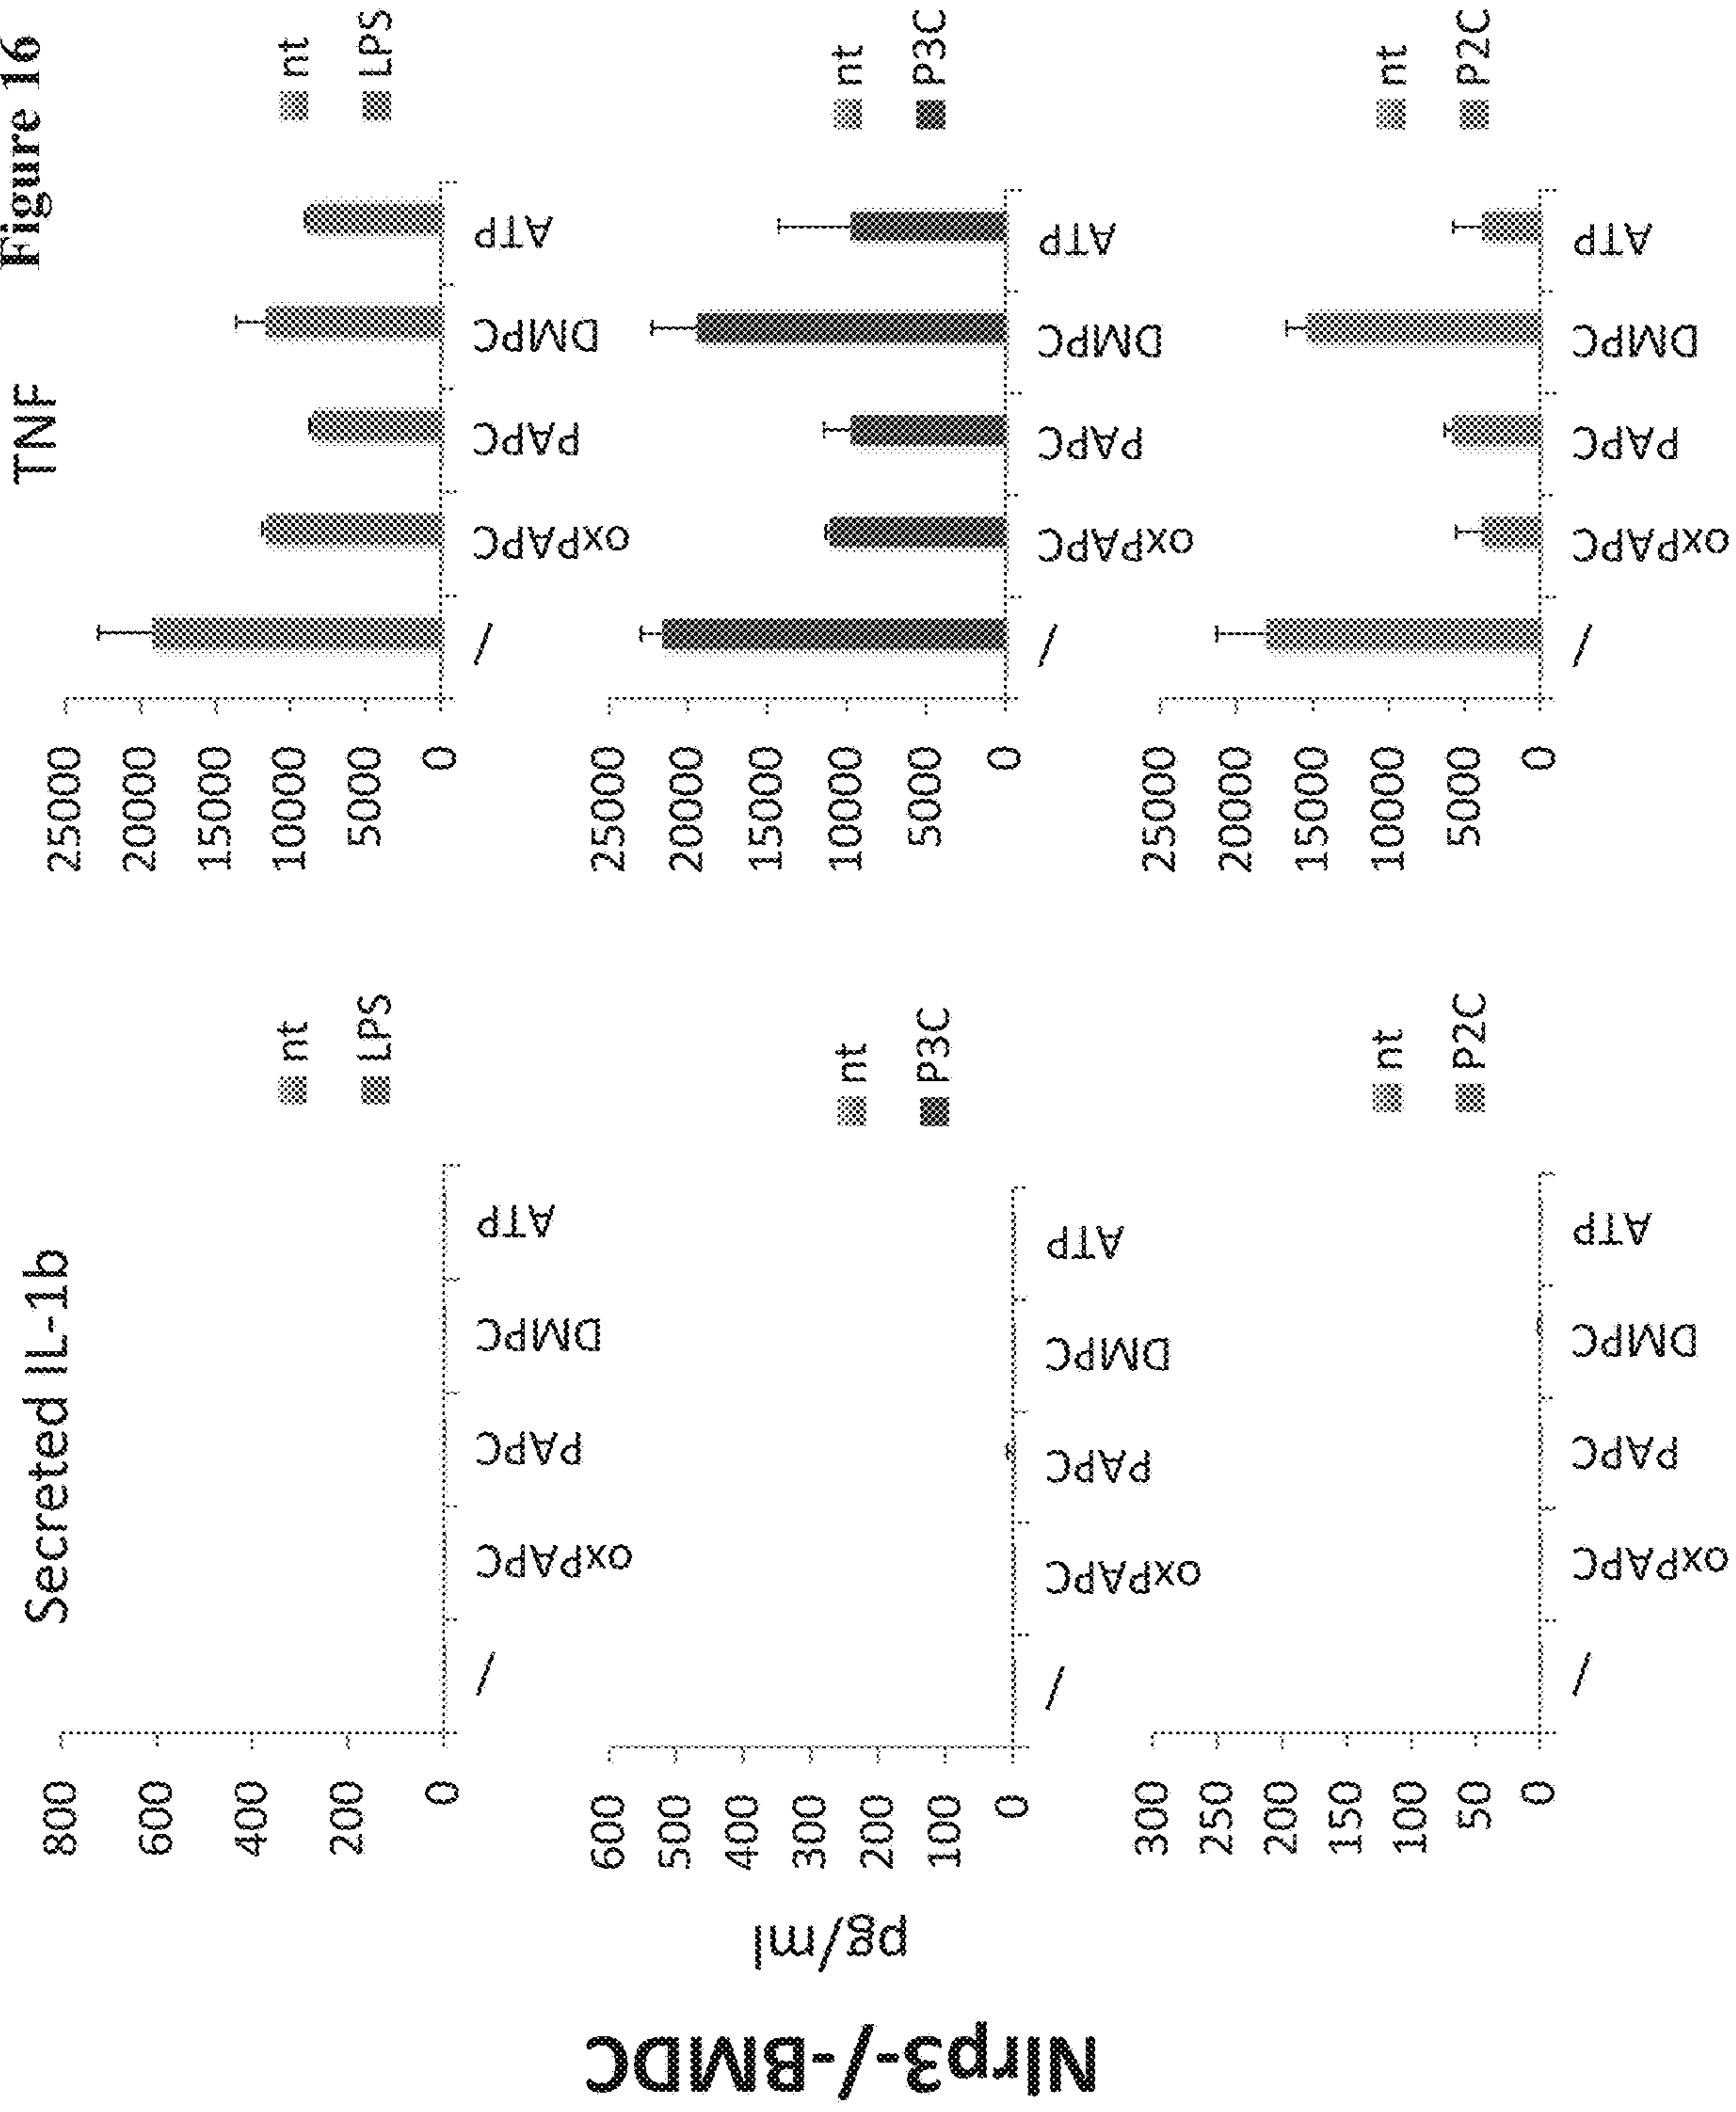 Figure 16
Secreted IL-1b
TNF
Nlrp3-/-BMDC
pg/ml
800
600
400
200
0
/
oxPAPC
PAPC
DMPC
ATP
nt
LPS
25000
20000
15000
10000
5000
0
/
oxPAPC
PAPC
DMPC
ATP
nt
LPS
600
500
400
300
200
100
0
/
oxPAPC
PAPC
DMPC
ATP
nt
P3C
25000
20000
15000
10000
5000
0
/
oxPAPC
PAPC
DMPC
ATP
nt
P3C
300
250
200
150
100
50
0
/
oxPAPC
PAPC
DMPC
ATP
nt
P2C
25000
20000
15000
10000
5000
0
/
oxPAPC
PAPC
DMPC
ATP
nt
P2C